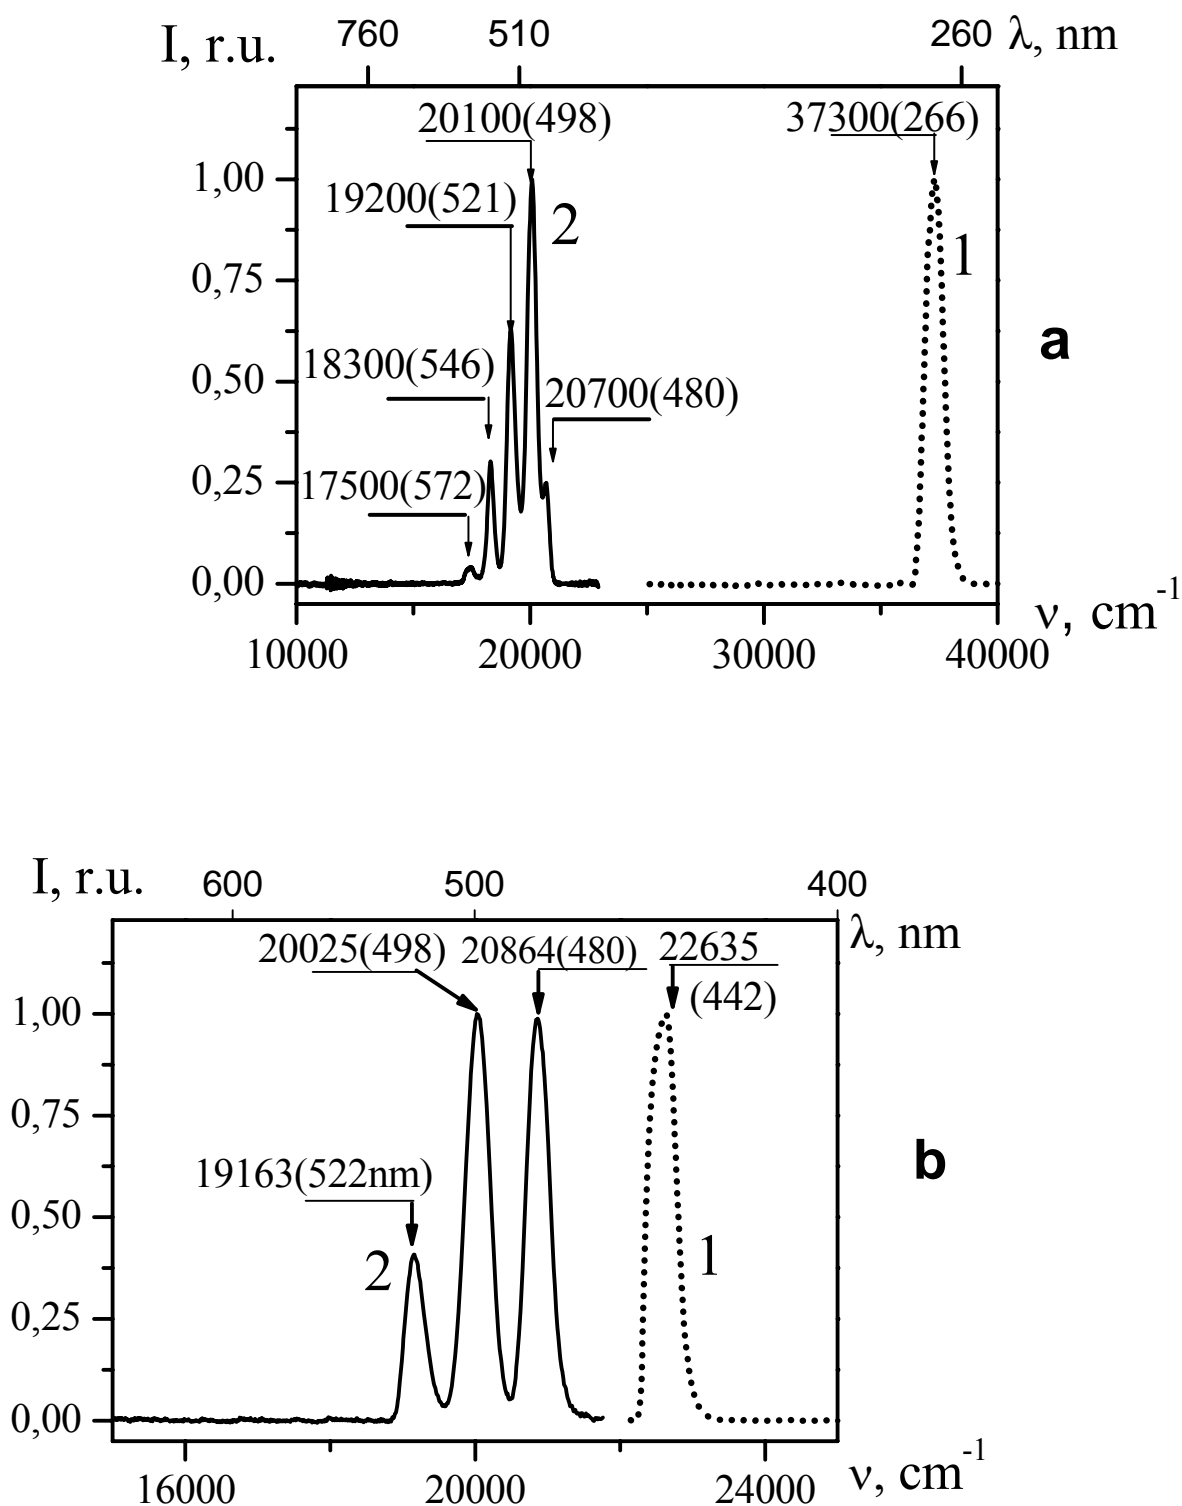 I, r.u. 760 510 260 λ, nm
20100(498) 37300(266)
1,00
19200(521) 2
1
0,75
a
18300(546)
0,50 20700(480)
0,25 17500(572)
0,00
ν, cm-1
10000 20000 30000 40000
I, r.u. 600 500 400
λ, nm
20025(498) 20864(480) 22635
(442)
1,00
0,75
b
19163(522nm)
0,50
2 1
0,25
0,00
ν, cm-1
16000 20000 24000